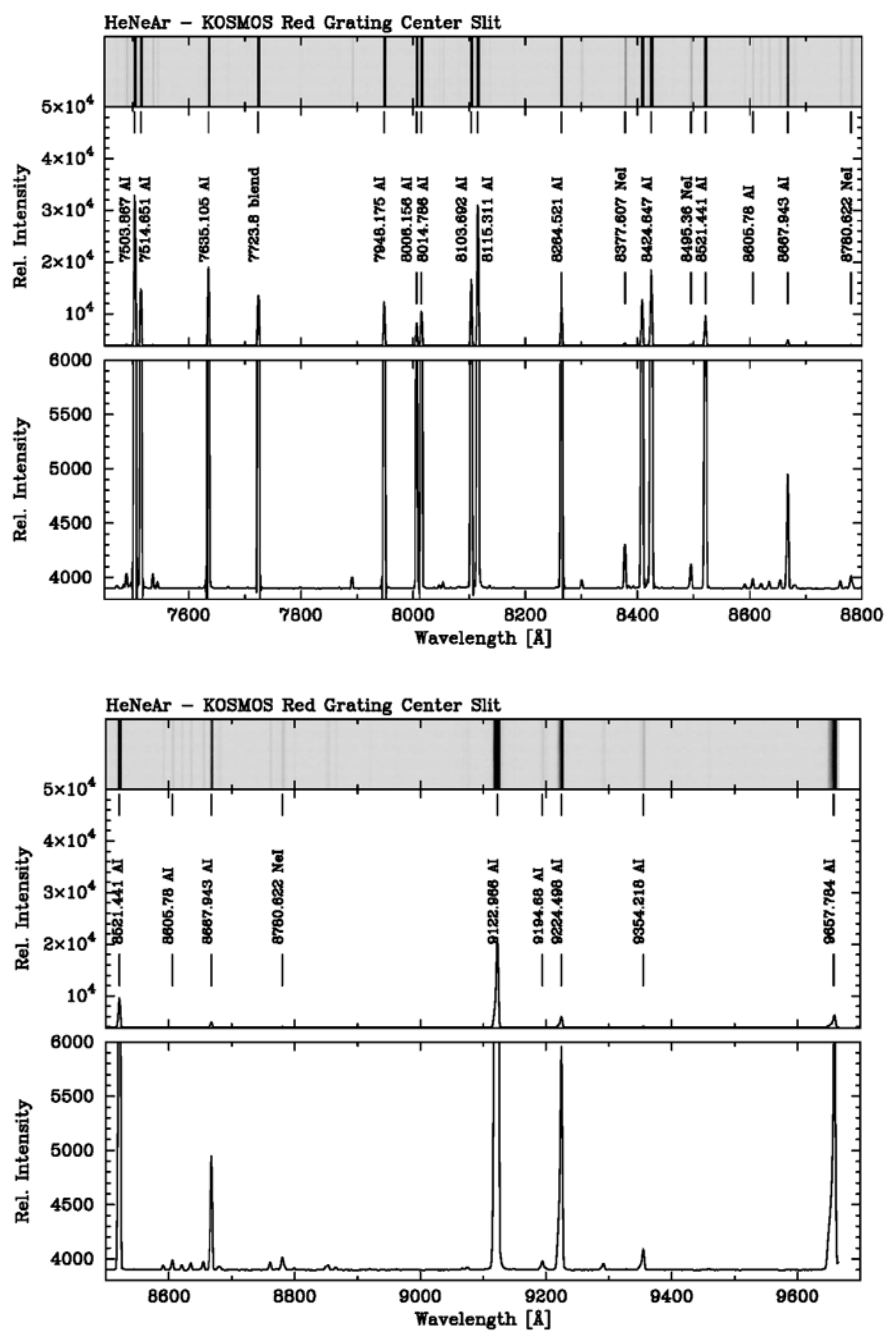 HeNeAr – KOSMOS Red Grating Center Slit
5×10⁴
4×10⁴
3×10⁴
2×10⁴
10⁴
Rel. Intensity
7503.867 AI
7514.651 AI
7635.105 AI
7723.8 blend
7948.175 AI
8006.156 AI
8014.786 AI
8103.692 AI
8115.311 AI
8264.521 AI
8377.607 NeI
8424.647 AI
8495.36 NeI
8521.441 AI
8605.78 AI
8667.943 AI
8780.622 NeI
6000
5500
5000
4500
4000
Rel. Intensity
7600 7800 8000 8200 8400 8600 8800
Wavelength [Å]
HeNeAr – KOSMOS Red Grating Center Slit
5×10⁴
4×10⁴
3×10⁴
2×10⁴
10⁴
Rel. Intensity
8521.441 AI
8605.78 AI
8667.943 AI
8780.622 NeI
9122.966 AI
9194.68 AI
9224.498 AI
9354.218 AI
9657.784 AI
6000
5500
5000
4500
4000
Rel. Intensity
8600 8800 9000 9200 9400 9600
Wavelength [Å]